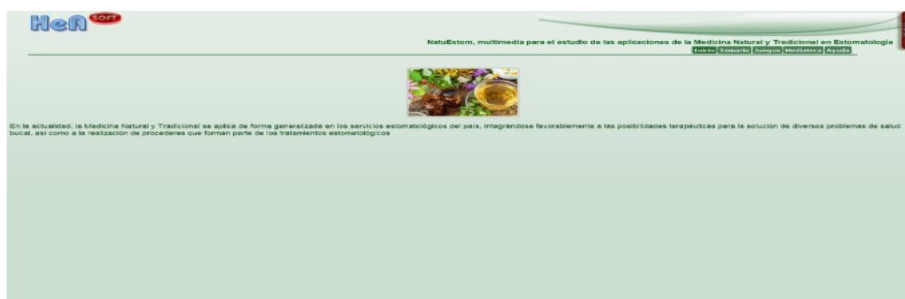 HeA SOFT
NatuEstom, multimedia para el estudio de las aplicaciones de la Medicina Natural y Tradicional en Estomatología
Inicio Temario Juegos Mediateca Ayuda
En la actualidad, la Medicina Natural y Tradicional se aplica de forma generalizada en los servicios estomatológicos del país, integrándose favorablemente a las posibilidades terapéuticas para la solución de diversos problemas de salud
bucal, así como a la realización de procederes que forman parte de los tratamientos estomatológicos